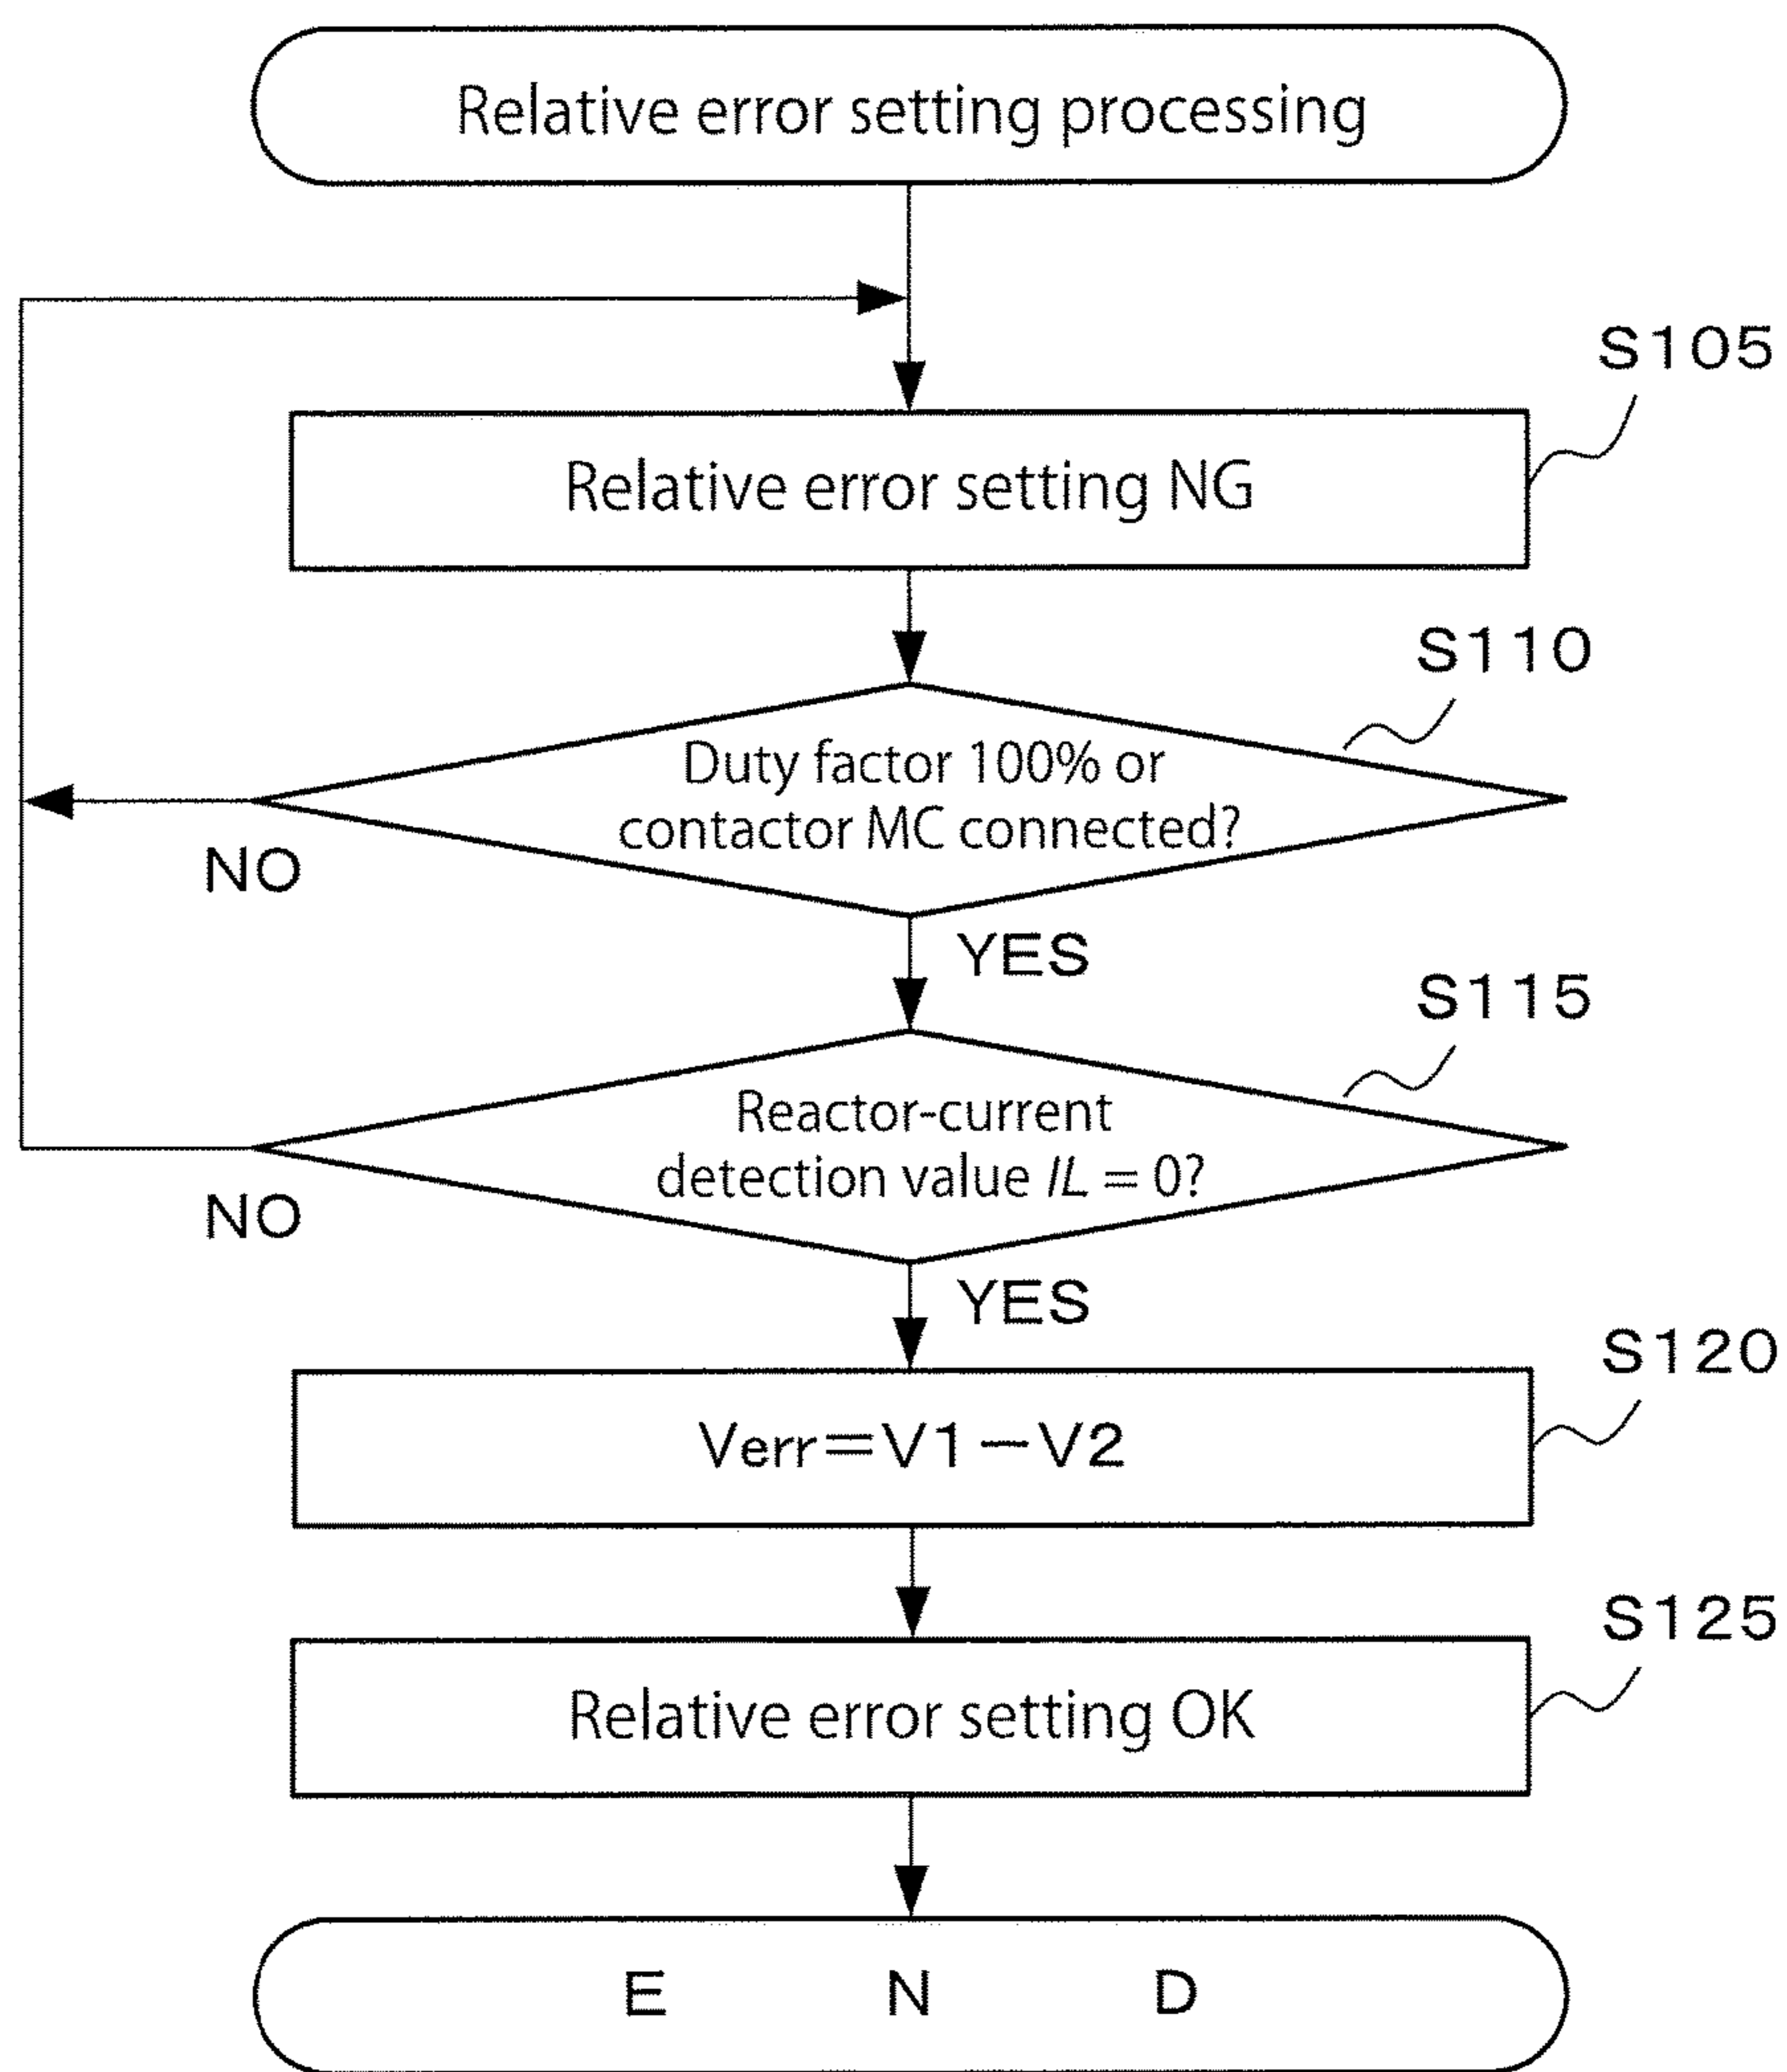 Relative error setting processing
S105
Relative error setting NG
S110
Duty factor 100% or
contactor MC connected?
NO
YES
S115
Reactor-current
detection value IL = 0?
NO
YES
S120
Verr=V1-V2
S125
Relative error setting OK
E N D